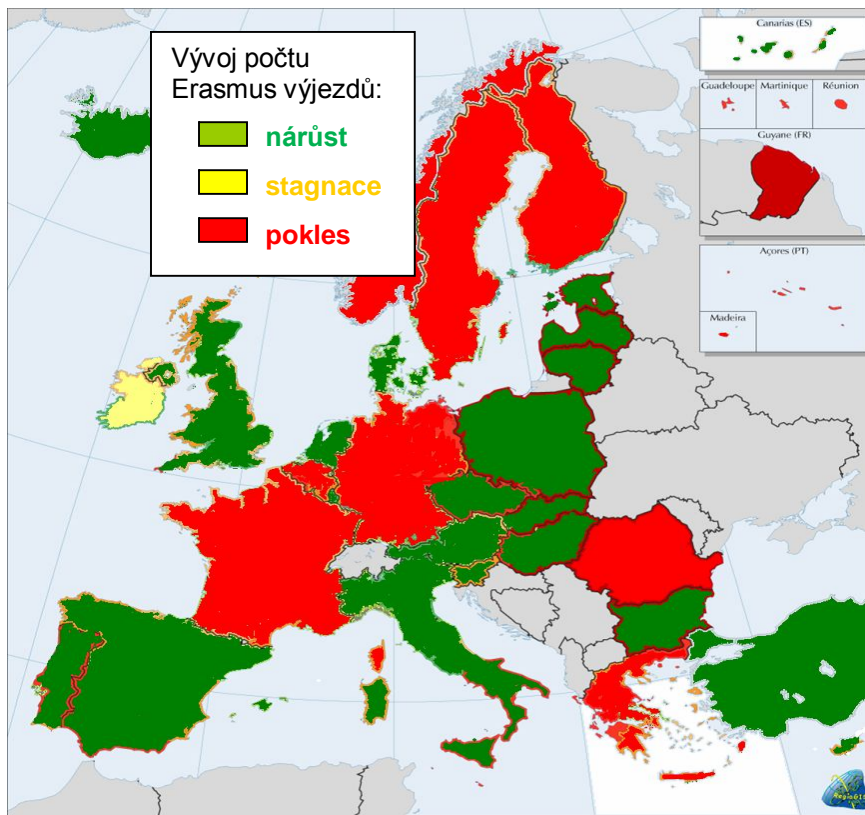 Vývoj počtu
Erasmus výjezdů:
nárůst
stagnace
pokles
Canarias (ES)
Guadeloupe
Martinique
Réunion
Guyane (FR)
Açores (PT)
Madeira